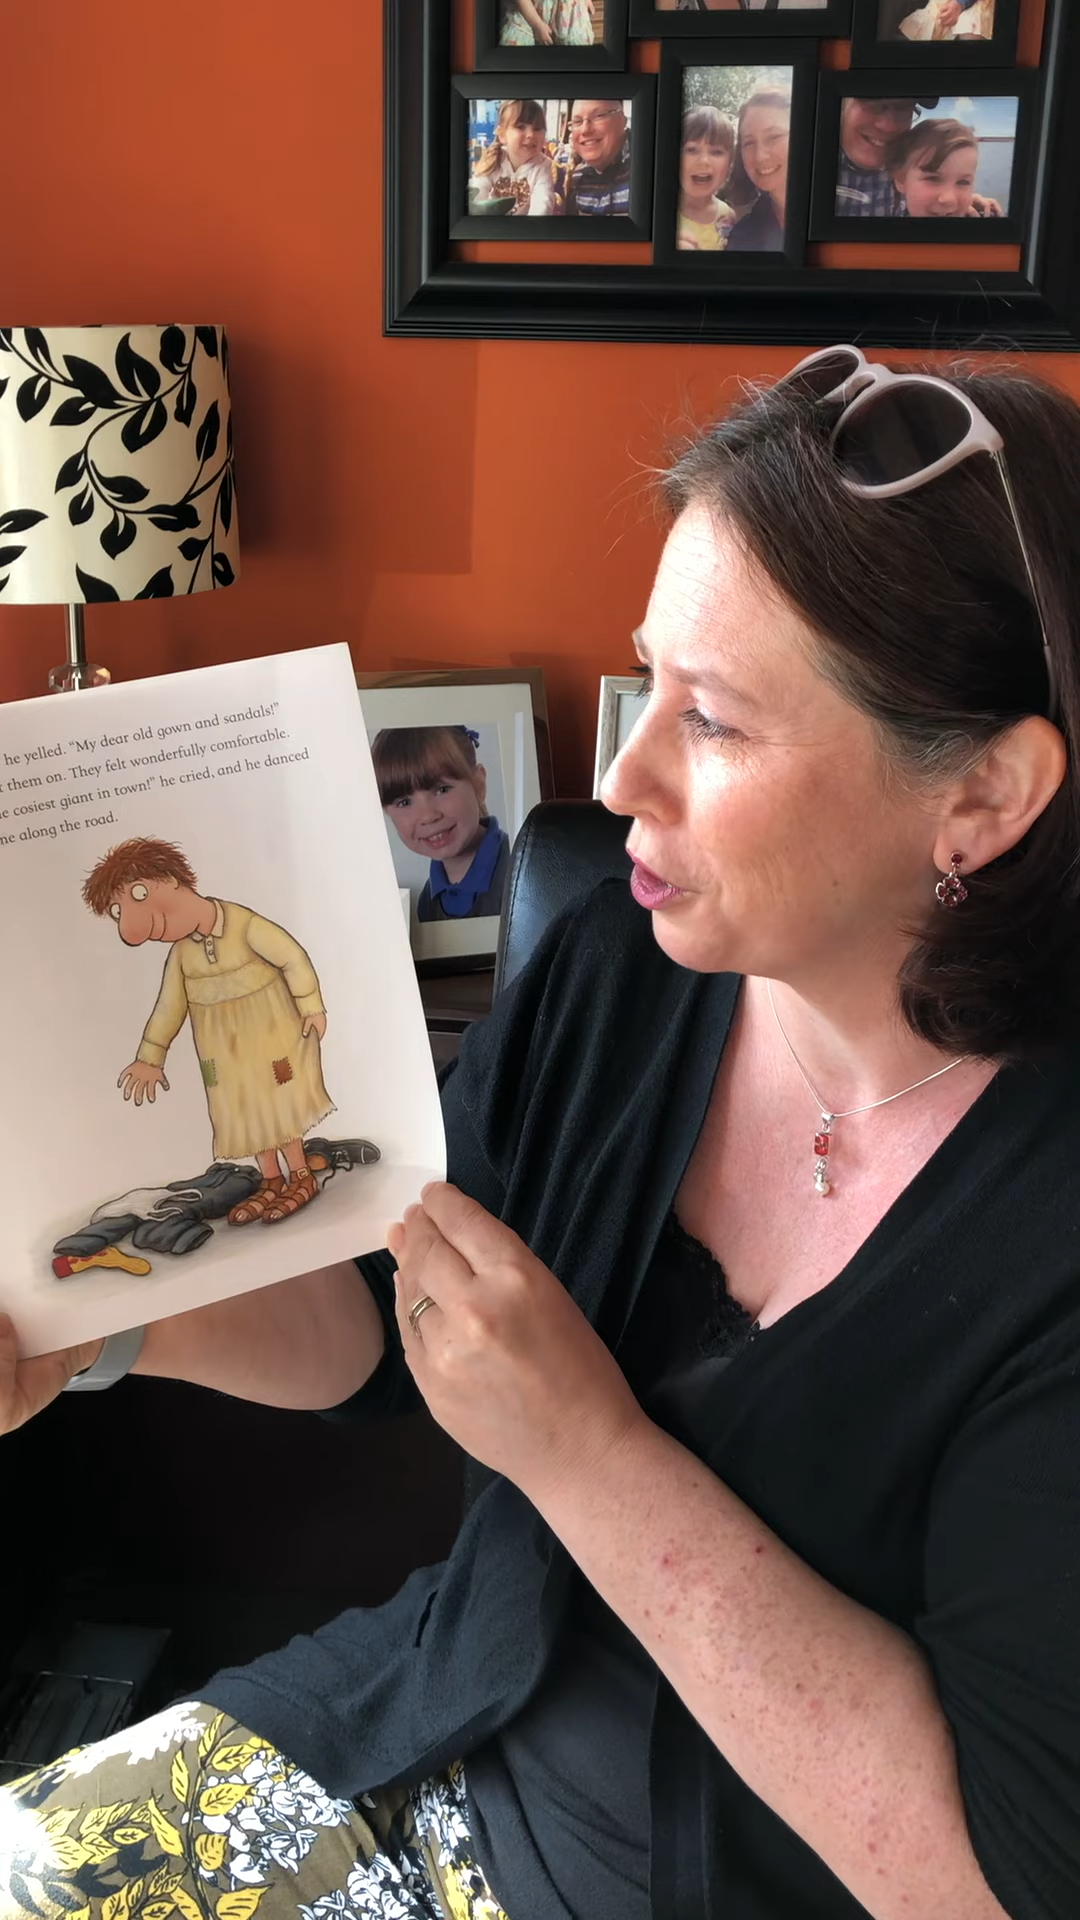 he yelled. "My dear old gown and sandals!"
them on. They felt wonderfully comfortable.
cosiest giant in town!" he cried, and he danced
along the road.